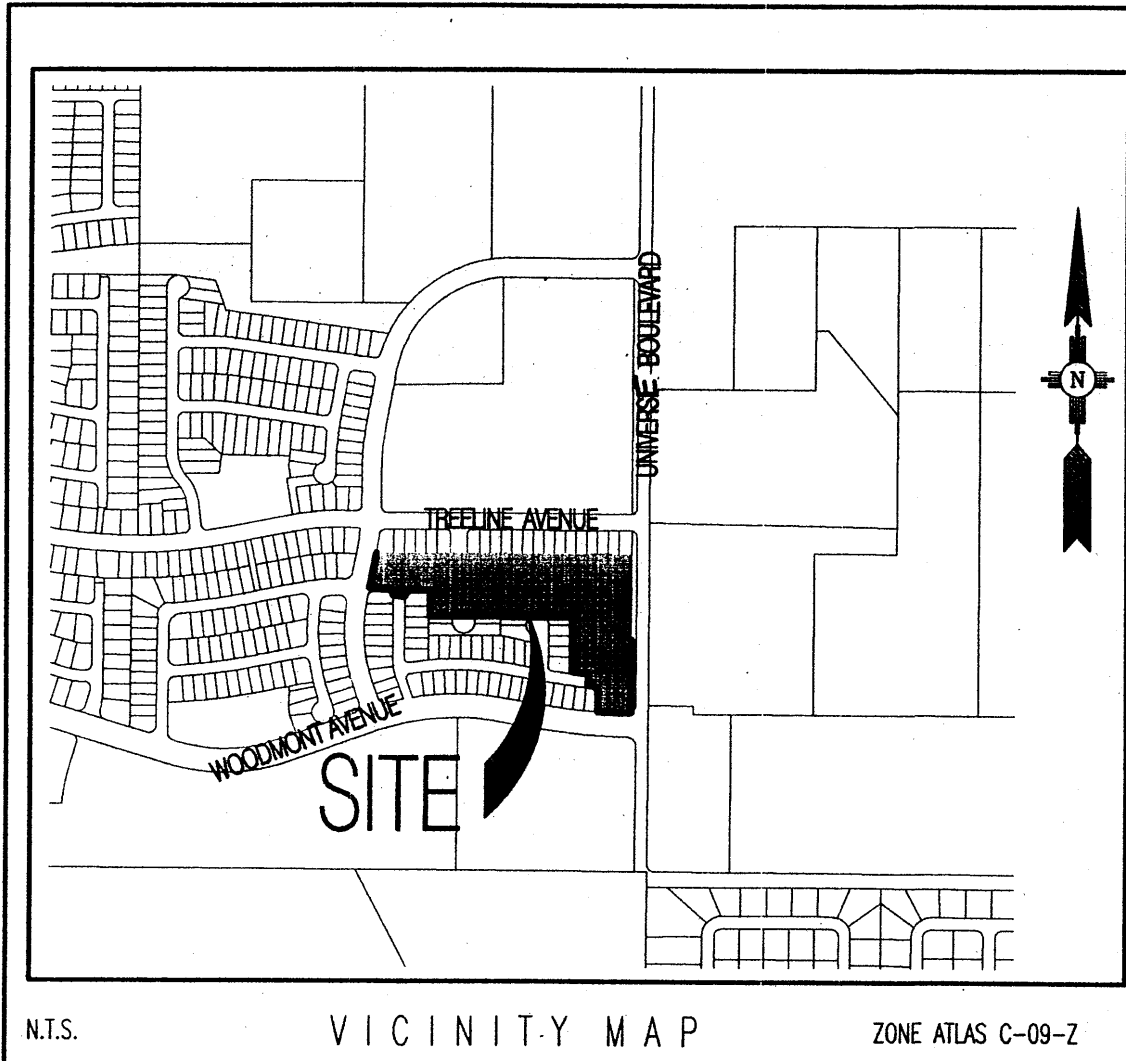 UNIVERSE BOULEVARD
N
TREELINE AVENUE
WOODMONT AVENUE
SITE
N.T.S.
VICINITY MAP
ZONE ATLAS C-09-Z